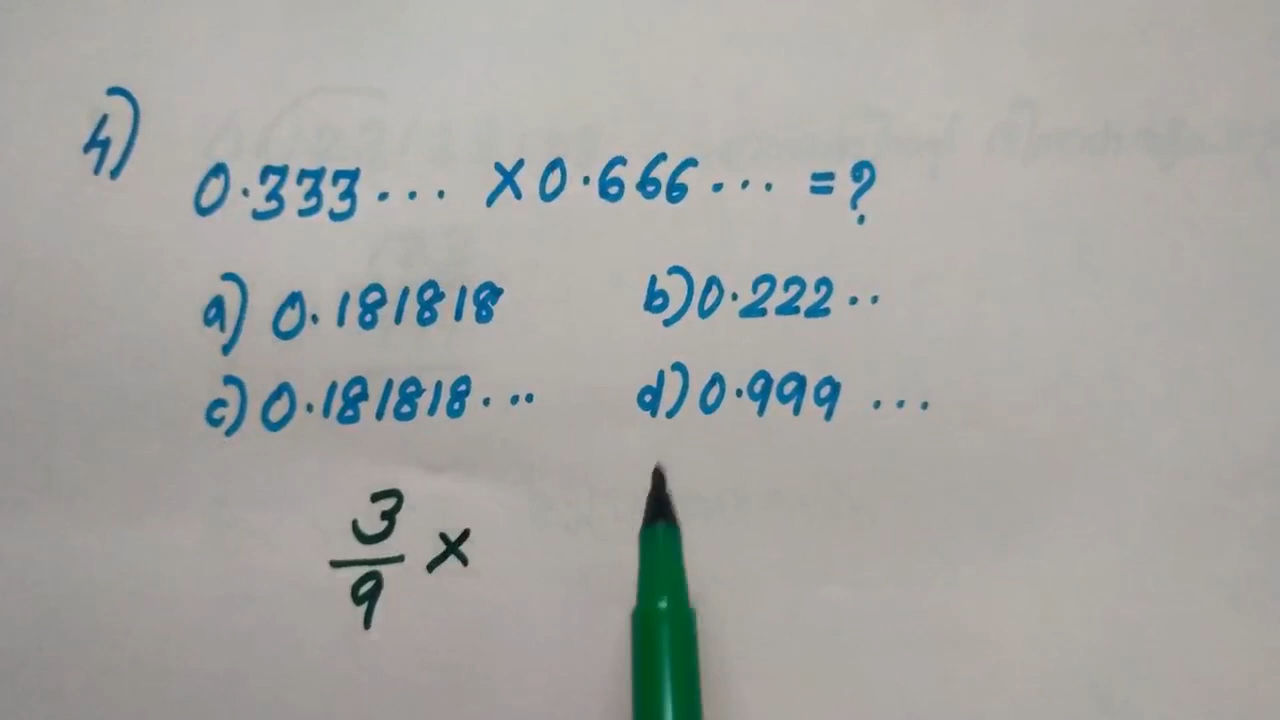 4)
0.333... ×0.666... =?
a) 0.181818 b) 0.222..
c) 0.181818... d) 0.999 ...
3/9 ×